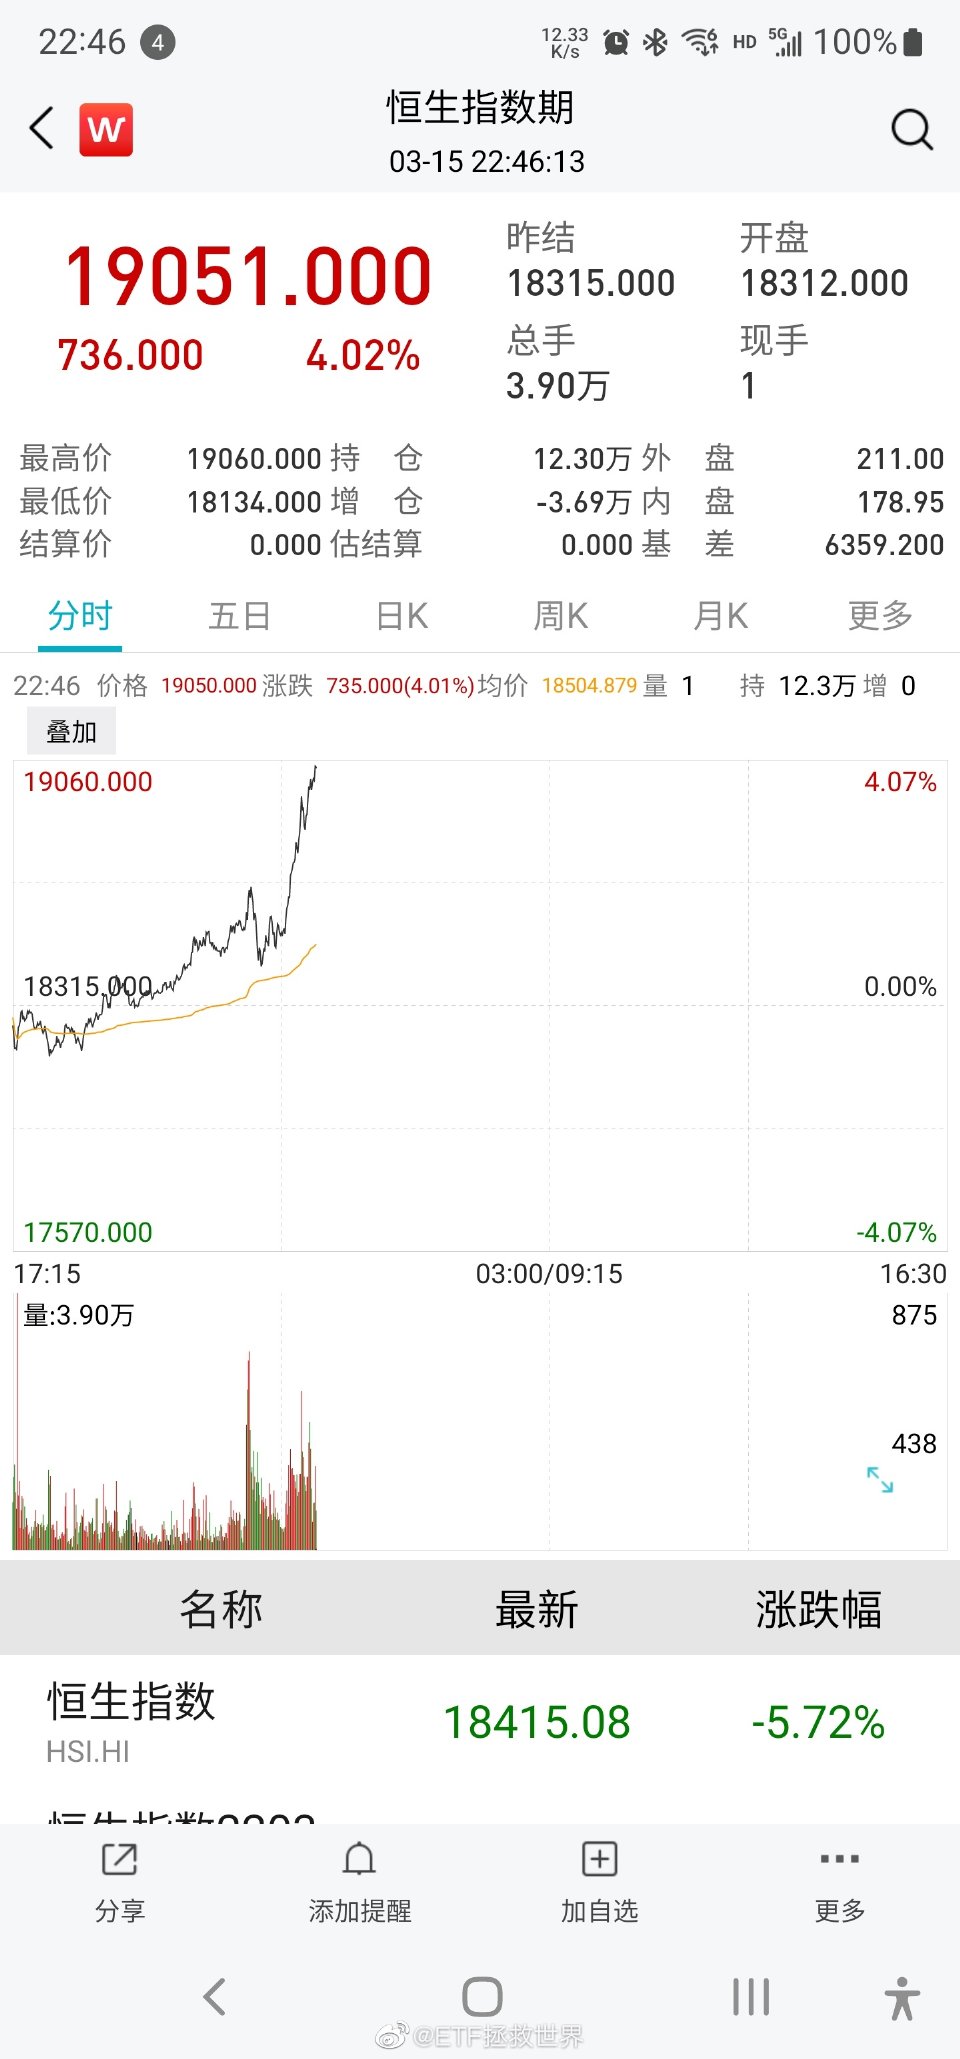 22:46 4 12.33 K/s HD 5G 100%
W 恒生指数期
03-15 22:46:13
昨结 开盘
19051.000 18315.000 18312.000
总手 现手
736.000 4.02% 3.90万 1
最高价 19060.000 持仓 12.30万 外盘 211.00
最低价 18134.000 增仓 -3.69万 内盘 178.95
结算价 0.000 估结算 0.000 基差 6359.200
分时 五日 日K 周K 月K 更多
22:46 价格 19050.000 涨跌 735.000(4.01%) 均价 18504.879 量 1 持 12.3万 增 0
叠加
19060.000 4.07%
18315.000 0.00%
17570.000 -4.07%
17:15 03:00/09:15 16:30
量:3.90万 875
438
名称 最新 涨跌幅
恒生指数 18415.08 -5.72%
HSI.HI
分享 添加提醒 加自选 更多
@ETF拯救世界